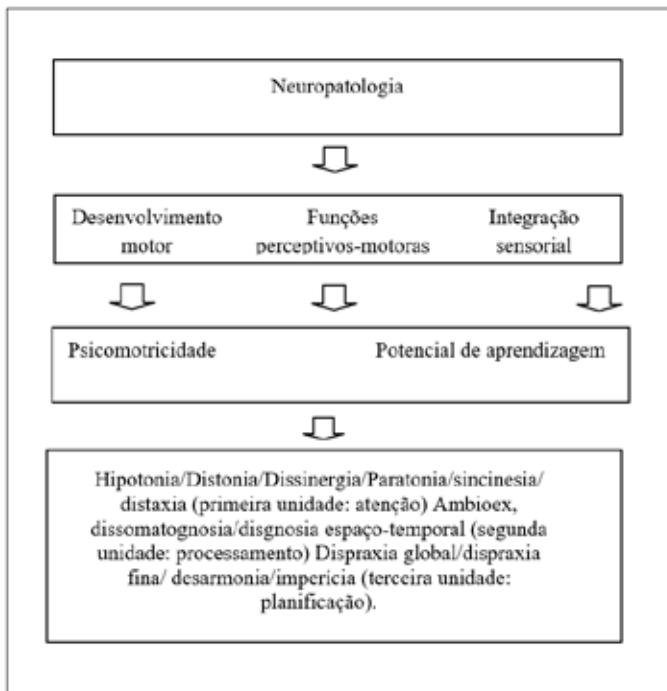 Neuropatologia
Desenvolvimento motor
Funções perceptivos-motoras
Integração sensorial
Psicomotricidade
Potencial de aprendizagem
Hipotonia/Distonia/Dissinergia/Paratonia/sincinesia/
distaxia (primeira unidade: atenção) Ambioex,
dissomatognosia/disgnosia espaço-temporal (segunda
unidade: processamento) Dispraxia global/dispraxia
fina/ desarmonia/imperícia (terceira unidade:
planificação).